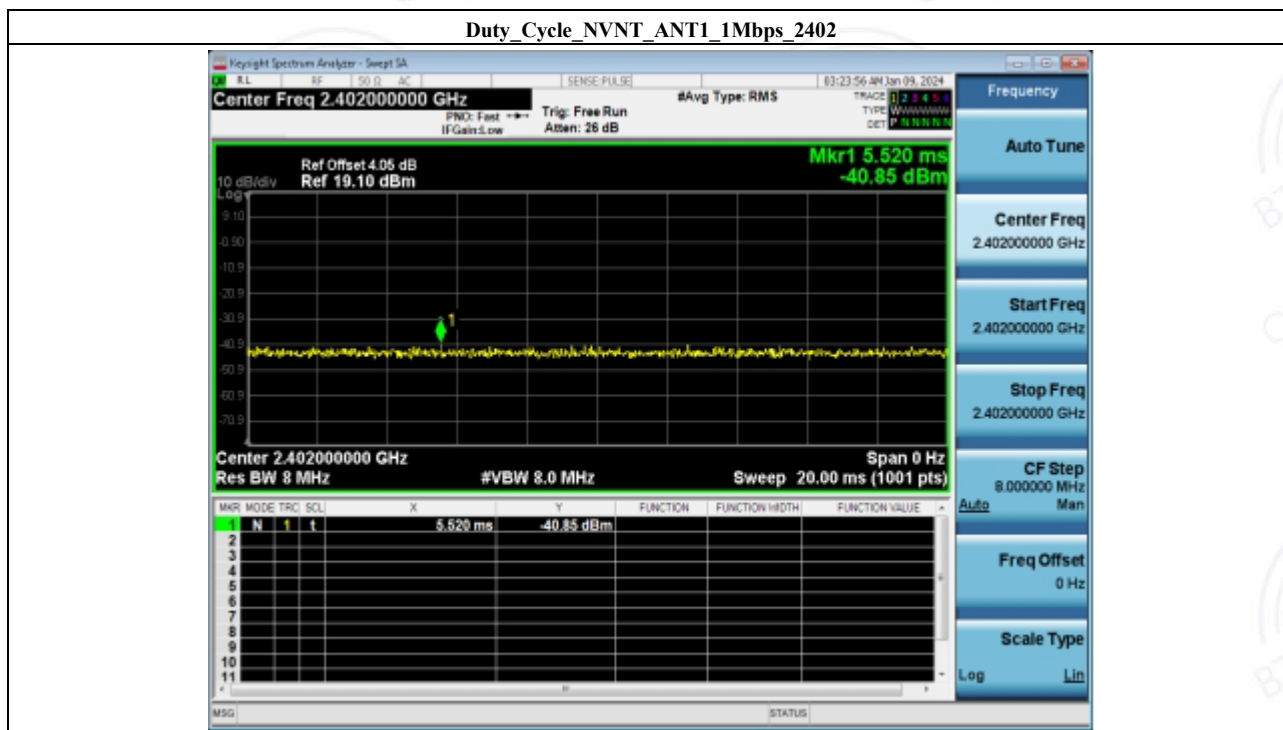 Duty_Cycle_NVNT_ANT1_1Mbps_2402
Keysight Spectrum Analyzer - Swept SA
RL RF 50 Ω AC SENSE:PULSE 03:23:56 AM Jan 09, 2024
Center Freq 2.402000000 GHz
PNO: Fast
IFGain:Low
Trig: Free Run
Atten: 26 dB
#Avg Type: RMS
TRACE 1 2 3 4 5 6
TYPE WWWWWW
DET P N N N N N
Mkr1 5.520 ms
-40.85 dBm
Ref Offset 4.05 dB
10 dB/div Ref 19.10 dBm
Log
9.10
-0.90
-10.9
-20.9
-30.9
-40.9
-50.9
-60.9
-70.9
1
Center 2.402000000 GHz Span 0 Hz
Res BW 8 MHz #VBW 8.0 MHz Sweep 20.00 ms (1001 pts)
MKR MODE TRC SCL X Y FUNCTION FUNCTION WIDTH FUNCTION VALUE
1 N 1 t 5.520 ms -40.85 dBm
2
3
4
5
6
7
8
9
10
11
MSG STATUS
Frequency
Auto Tune
Center Freq
2.402000000 GHz
Start Freq
2.402000000 GHz
Stop Freq
2.402000000 GHz
CF Step
8.000000 MHz
Auto Man
Freq Offset
0 Hz
Scale Type
Log Lin